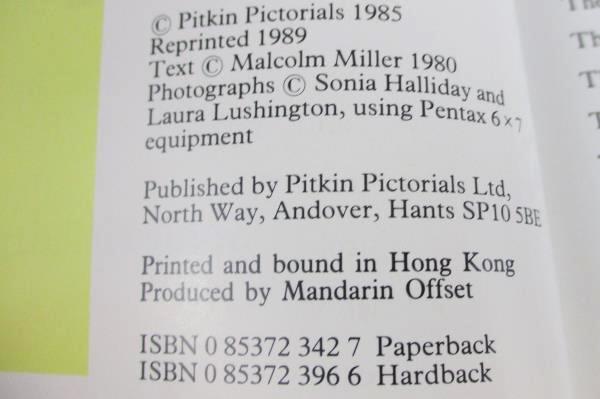 © Pitkin Pictorials 1985
Reprinted 1989
Text © Malcolm Miller 1980
Photographs © Sonia Halliday and
Laura Lushington, using Pentax 6×7
equipment
Published by Pitkin Pictorials Ltd,
North Way, Andover, Hants SP10 5BE
Printed and bound in Hong Kong
Produced by Mandarin Offset
ISBN 0 85372 342 7 Paperback
ISBN 0 85372 396 6 Hardback